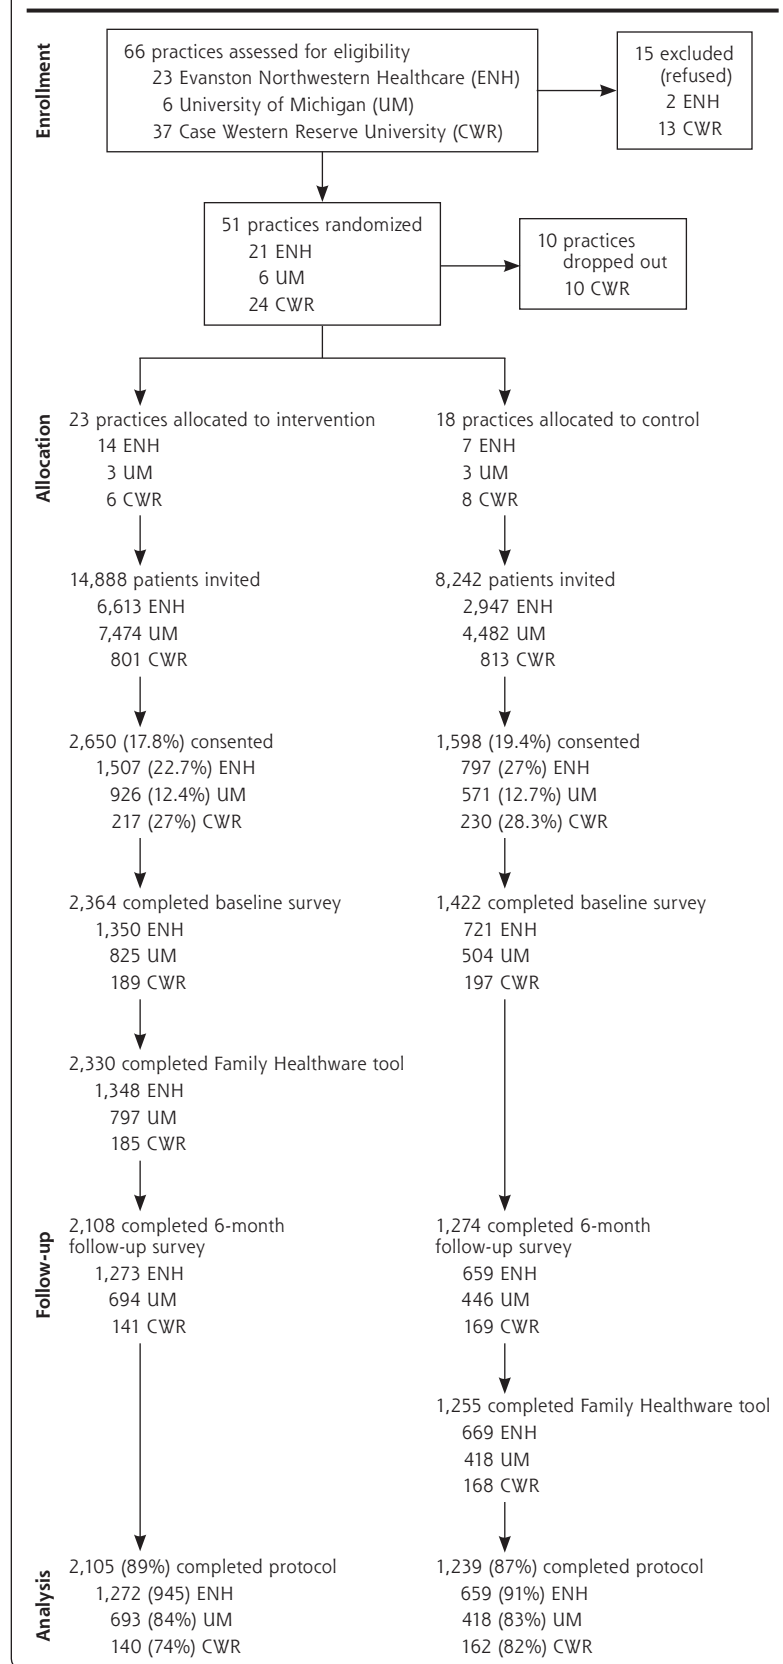 Enrollment
66 practices assessed for eligibility
23 Evanston Northwestern Healthcare (ENH)
6 University of Michigan (UM)
37 Case Western Reserve University (CWR)
15 excluded
(refused)
2 ENH
13 CWR
51 practices randomized
21 ENH
6 UM
24 CWR
10 practices
dropped out
10 CWR
Allocation
23 practices allocated to intervention
14 ENH
3 UM
6 CWR
18 practices allocated to control
7 ENH
3 UM
8 CWR
14,888 patients invited
6,613 ENH
7,474 UM
801 CWR
8,242 patients invited
2,947 ENH
4,482 UM
813 CWR
2,650 (17.8%) consented
1,507 (22.7%) ENH
926 (12.4%) UM
217 (27%) CWR
1,598 (19.4%) consented
797 (27%) ENH
571 (12.7%) UM
230 (28.3%) CWR
2,364 completed baseline survey
1,350 ENH
825 UM
189 CWR
1,422 completed baseline survey
721 ENH
504 UM
197 CWR
2,330 completed Family Healthware tool
1,348 ENH
797 UM
185 CWR
Follow-up
2,108 completed 6-month
follow-up survey
1,273 ENH
694 UM
141 CWR
1,274 completed 6-month
follow-up survey
659 ENH
446 UM
169 CWR
1,255 completed Family Healthware tool
669 ENH
418 UM
168 CWR
Analysis
2,105 (89%) completed protocol
1,272 (945) ENH
693 (84%) UM
140 (74%) CWR
1,239 (87%) completed protocol
659 (91%) ENH
418 (83%) UM
162 (82%) CWR